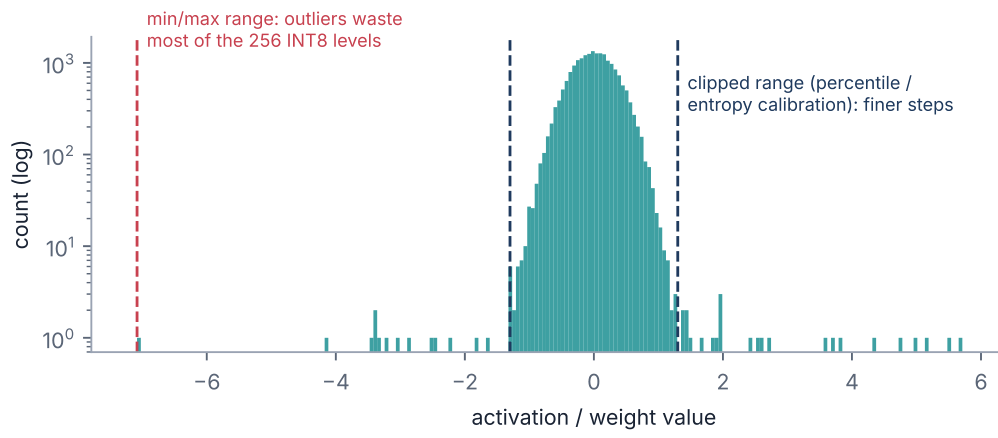 min/max range: outliers waste
most of the 256 INT8 levels
clipped range (percentile /
entropy calibration): finer steps
count (log)
10³
10²
10¹
10⁰
−6 −4 −2 0 2 4 6
activation / weight value